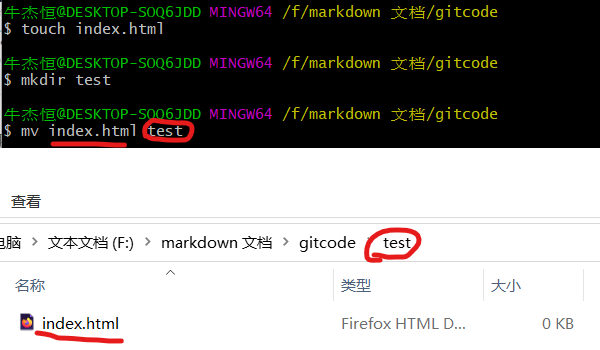 牛杰恒@DESKTOP-SOQ6JDD MINGW64 /f/markdown 文档/gitcode
$ touch index.html
牛杰恒@DESKTOP-SOQ6JDD MINGW64 /f/markdown 文档/gitcode
$ mkdir test
牛杰恒@DESKTOP-SOQ6JDD MINGW64 /f/markdown 文档/gitcode
$ mv index.html test
查看
电脑 > 文本文档 (F:) > markdown 文档 > gitcode > test
名称 类型 大小
index.html Firefox HTML D... 0 KB